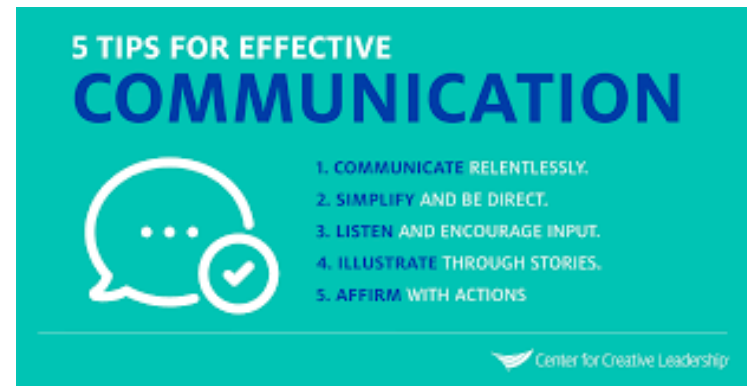 5 TIPS FOR EFFECTIVE
COMMUNICATION
1. COMMUNICATE RELENTLESSLY.
2. SIMPLIFY AND BE DIRECT.
3. LISTEN AND ENCOURAGE INPUT.
4. ILLUSTRATE THROUGH STORIES.
5. AFFIRM WITH ACTIONS
Center for Creative Leadership